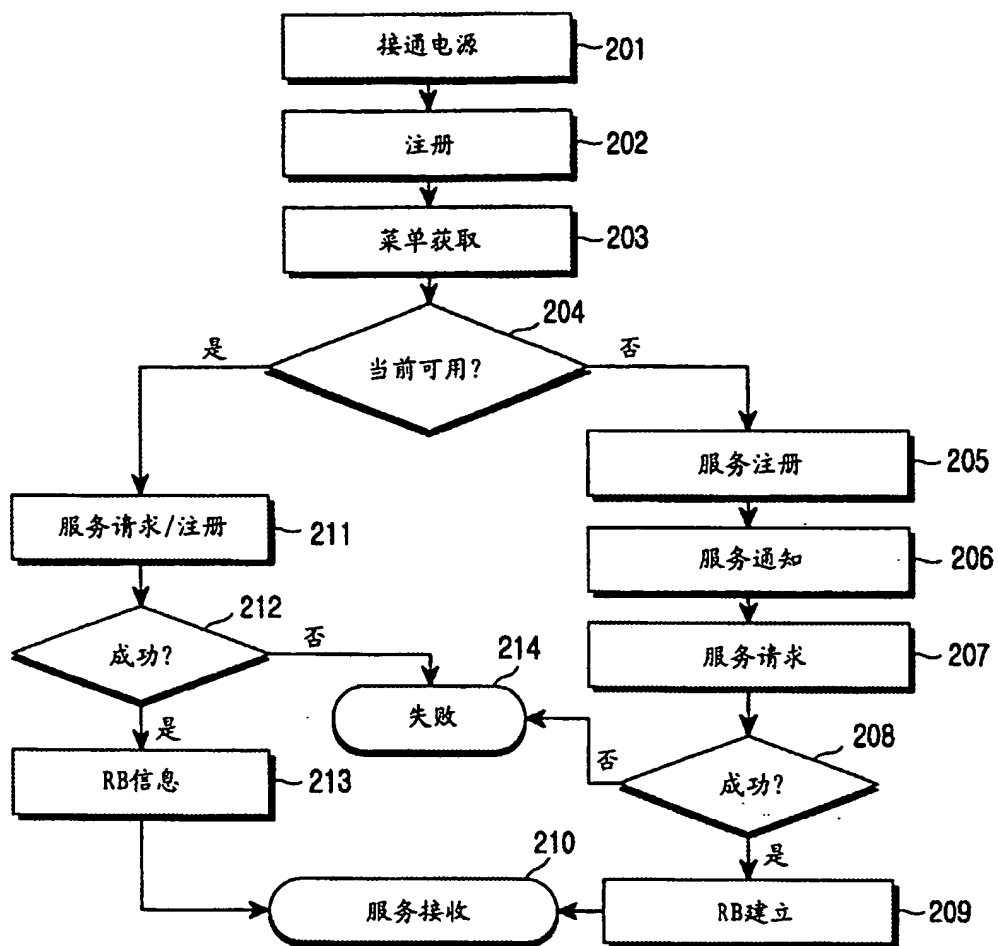 接通电源
201
注册
202
菜单获取
203
204
当前可用?
是
否
服务注册
205
服务请求/注册
211
服务通知
206
212
成功?
否
服务请求
207
214
失败
是
208
成功?
否
RB信息
213
是
210
服务接收
RB建立
209